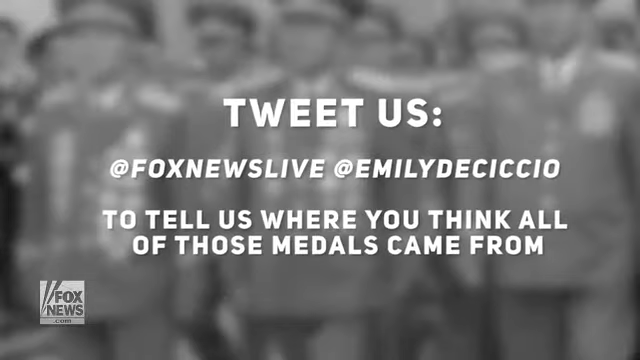 TWEET US:
@FOXNEWSLIVE @EMILYDECICCIO
TO TELL US WHERE YOU THINK ALL
OF THOSE MEDALS CAME FROM
FOX
NEWS
.com